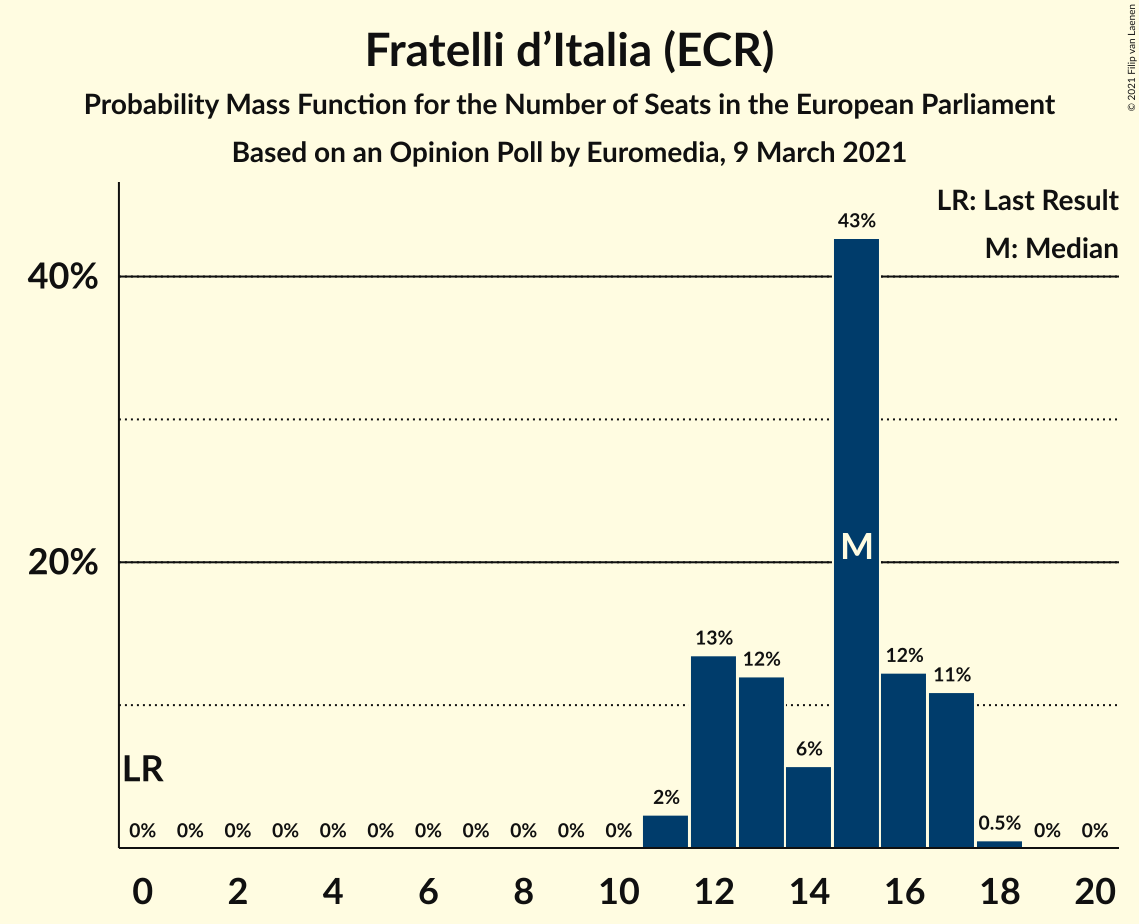 Fratelli d’Italia (ECR)
Probability Mass Function for the Number of Seats in the European Parliament
Based on an Opinion Poll by Euromedia, 9 March 2021
© 2021 Filip van Laenen
LR: Last Result
M: Median
43%
40%
M
20%
13%
12%
12%
11%
6%
LR
2%
0.5%
0% 0% 0% 0% 0% 0% 0% 0% 0% 0% 0% 0% 0%
0 2 4 6 8 10 12 14 16 18 20